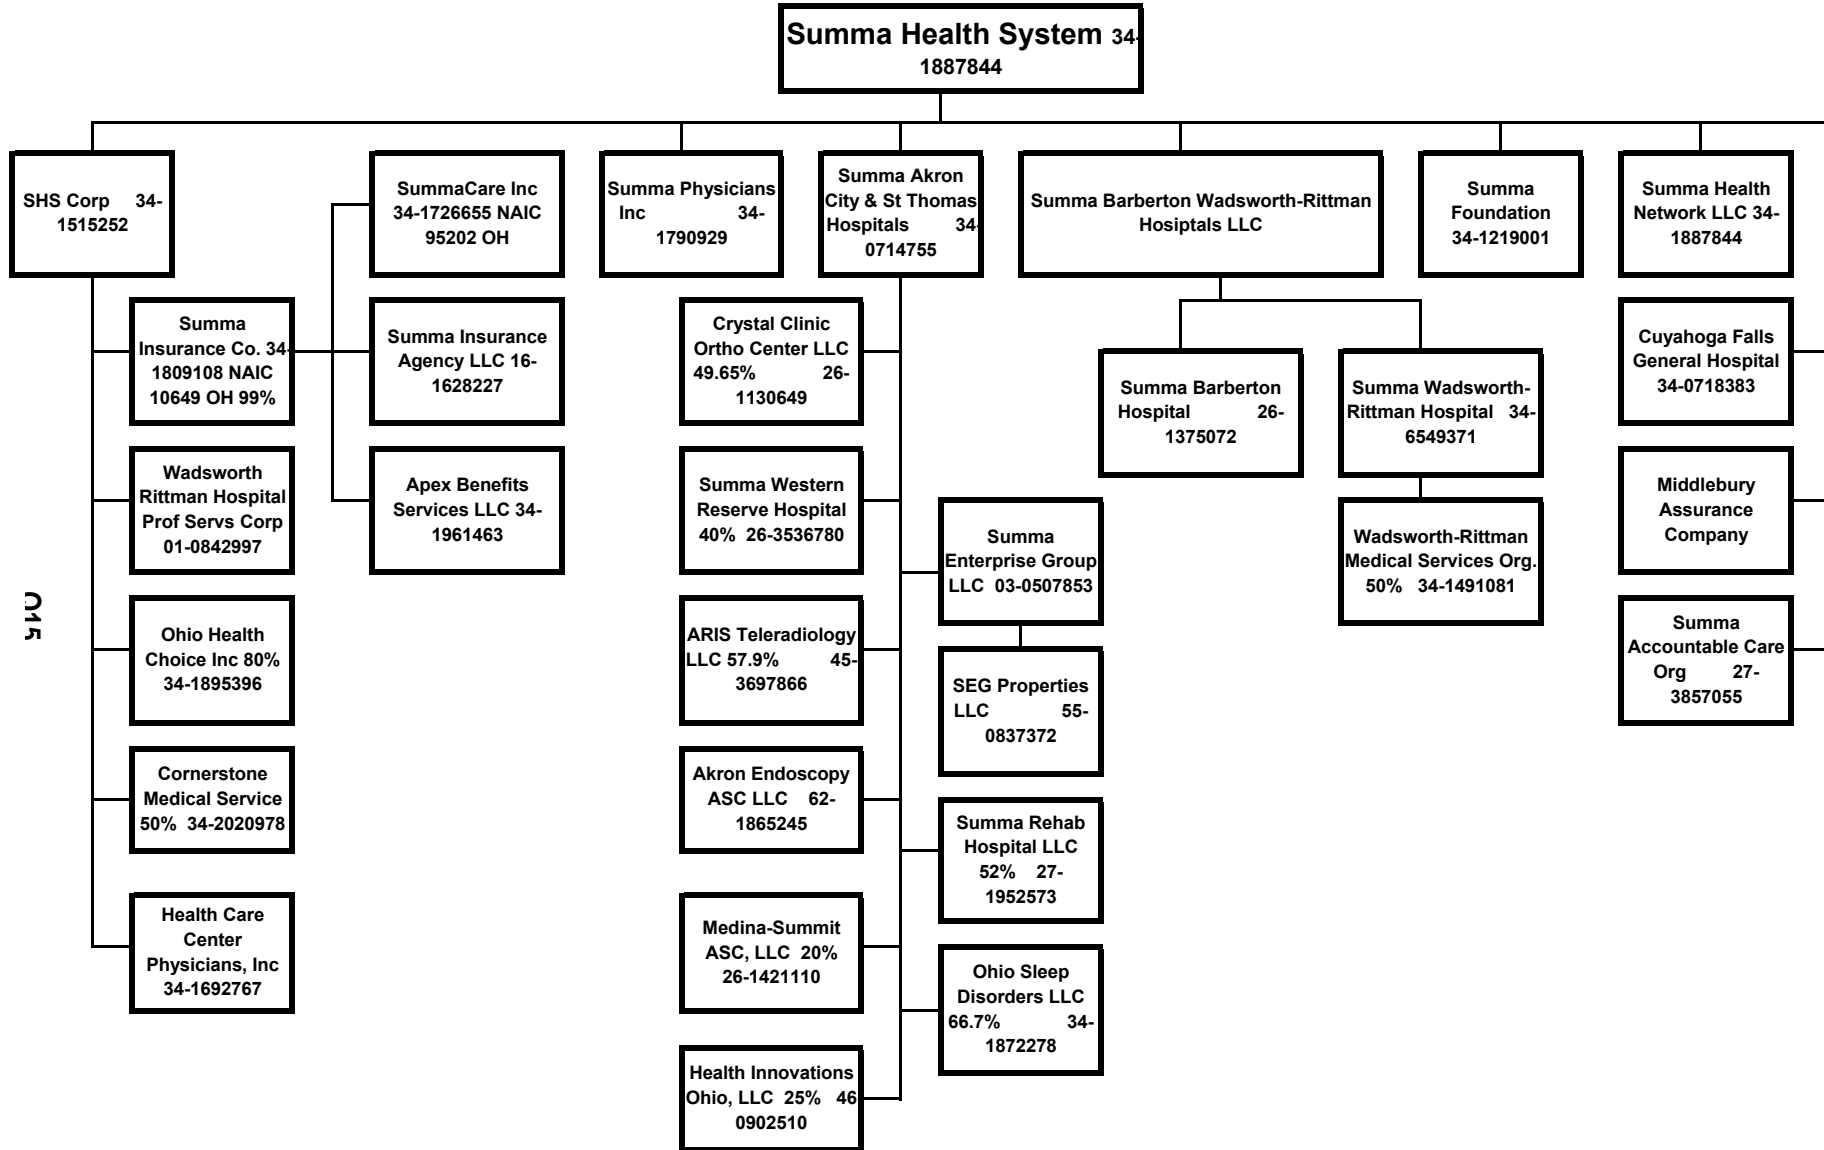 Summa Health System 34-
1887844
SHS Corp 34-
1515252
SummaCare Inc
34-1726655 NAIC
95202 OH
Summa Physicians
Inc 34-
1790929
Summa Akron
City & St Thomas
Hospitals 34-
0714755
Summa Barberton Wadsworth-Rittman
Hosiptals LLC
Summa
Foundation
34-1219001
Summa Health
Network LLC 34-
1887844
Summa
Insurance Co. 34-
1809108 NAIC
10649 OH 99%
Summa Insurance
Agency LLC 16-
1628227
Crystal Clinic
Ortho Center LLC
49.65% 26-
1130649
Summa Barberton
Hospital 26-
1375072
Summa Wadsworth-
Rittman Hospital 34-
6549371
Cuyahoga Falls
General Hospital
34-0718383
Wadsworth
Rittman Hospital
Prof Servs Corp
01-0842997
Apex Benefits
Services LLC 34-
1961463
Summa Western
Reserve Hospital
40% 26-3536780
Summa
Enterprise Group
LLC 03-0507853
Wadsworth-Rittman
Medical Services Org.
50% 34-1491081
Middlebury
Assurance
Company
Q15
Ohio Health
Choice Inc 80%
34-1895396
ARIS Teleradiology
LLC 57.9% 45-
3697866
SEG Properties
LLC 55-
0837372
Summa
Accountable Care
Org 27-
3857055
Cornerstone
Medical Service
50% 34-2020978
Akron Endoscopy
ASC LLC 62-
1865245
Summa Rehab
Hospital LLC
52% 27-
1952573
Health Care
Center
Physicians, Inc
34-1692767
Medina-Summit
ASC, LLC 20%
26-1421110
Ohio Sleep
Disorders LLC
66.7% 34-
1872278
Health Innovations
Ohio, LLC 25% 46
0902510